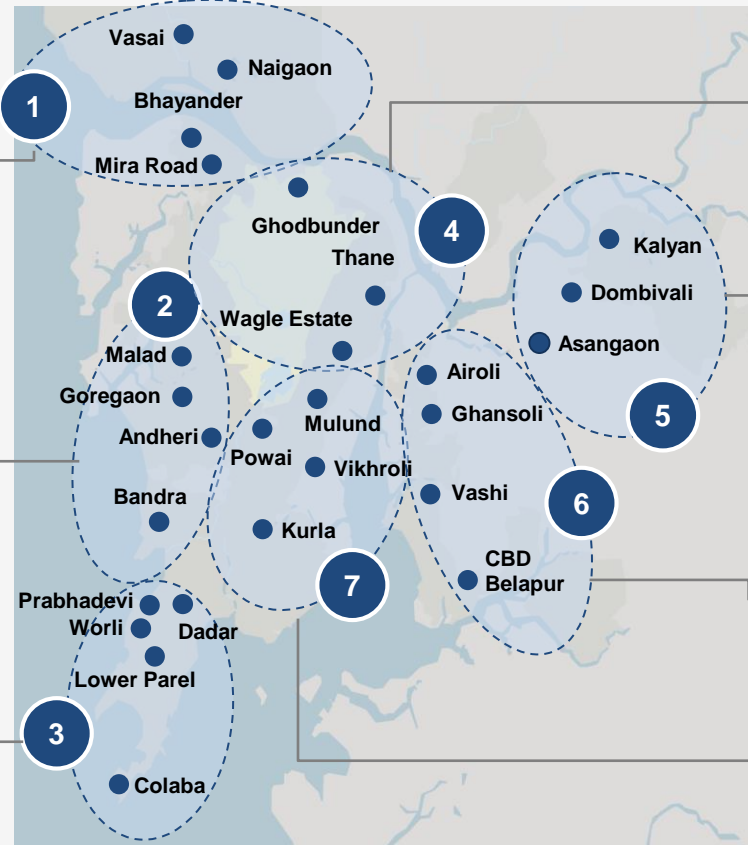 Vasai
Naigaon
1
Bhayander
Mira Road
Ghodbunder
4
Thane
Kalyan
2
Dombivali
Wagle Estate
Malad
Asangaon
Airoli
Goregaon
Mulund
Ghansoli
5
Andheri
Powai
Vikhroli
Bandra
Vashi
6
Kurla
CBD
Belapur
7
Prabhadevi
Dadar
Worli
Lower Parel
3
Colaba